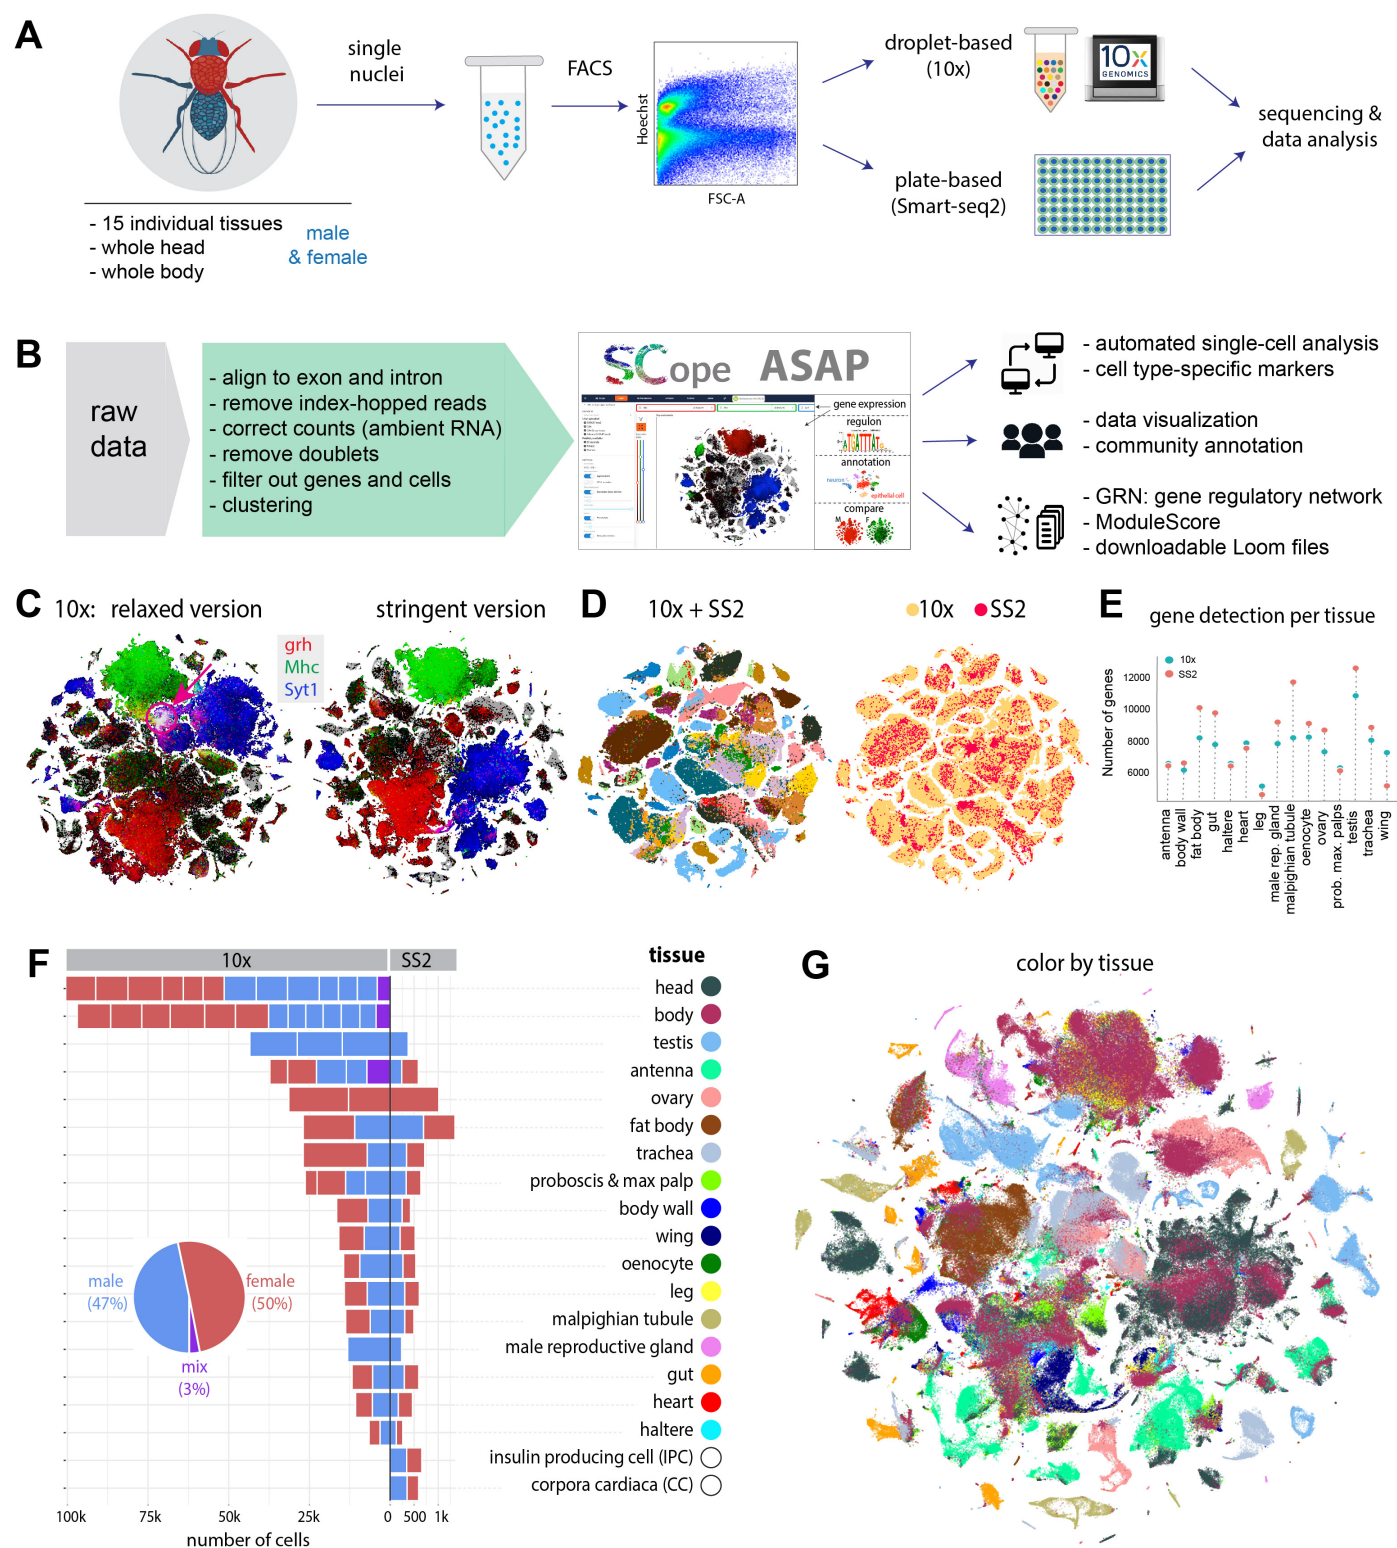 A
single
nuclei
FACS
Hoechst
FSC-A
droplet-based
(10x)
10x
GENOMICS
plate-based
(Smart-seq2)
sequencing &
data analysis
- 15 individual tissues
- whole head
- whole body
male
& female
B
raw
data
- align to exon and intron
- remove index-hopped reads
- correct counts (ambient RNA)
- remove doublets
- filter out genes and cells
- clustering
SCope ASAP
gene expression
regulon
annotation
neuron
epithelial cell
compare
M F
- automated single-cell analysis
- cell type-specific markers
- data visualization
- community annotation
- GRN: gene regulatory network
- ModuleScore
- downloadable Loom files
C
10x: relaxed version
stringent version
grh
Mhc
Syt1
D
10x + SS2
10x SS2
E
gene detection per tissue
10x
SS2
Number of genes
12000
10000
8000
6000
antenna
body wall
fat body
gut
haltere
heart
leg
male rep. gland
malpighian tubule
oenocyte
ovary
prob. max. palps
testis
trachea
wing
F
10x SS2
tissue
head
body
testis
antenna
ovary
fat body
trachea
proboscis & max palp
body wall
wing
oenocyte
leg
malpighian tubule
male reproductive gland
gut
heart
haltere
insulin producing cell (IPC)
corpora cardiaca (CC)
male
(47%)
female
(50%)
mix
(3%)
100k 75k 50k 25k 0 500 1k
number of cells
G
color by tissue